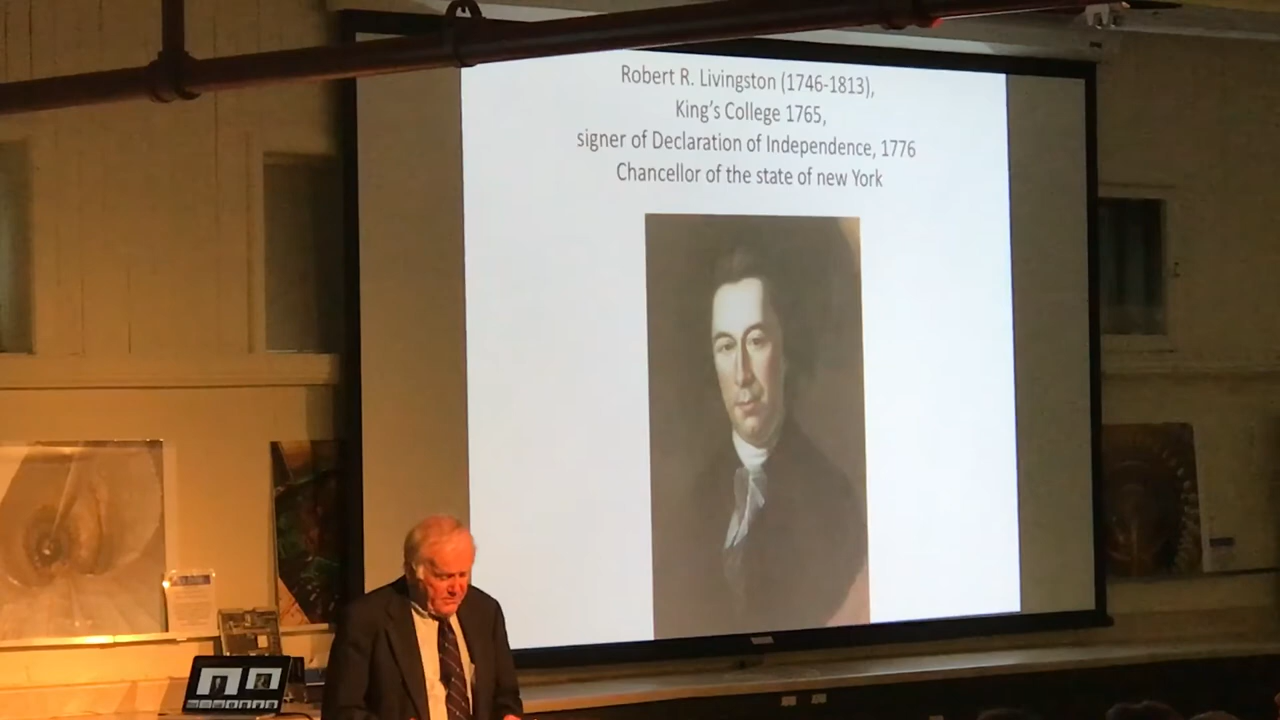 Robert R. Livingston (1746-1813),
King's College 1765,
signer of Declaration of Independence, 1776
Chancellor of the state of new York